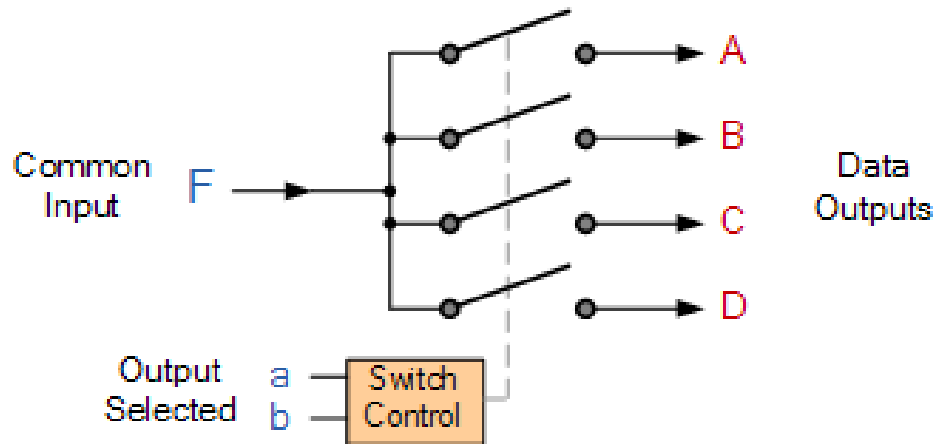 A
B
Common
Input
F
C
Data
Outputs
D
Output
Selected
a
b
Switch
Control